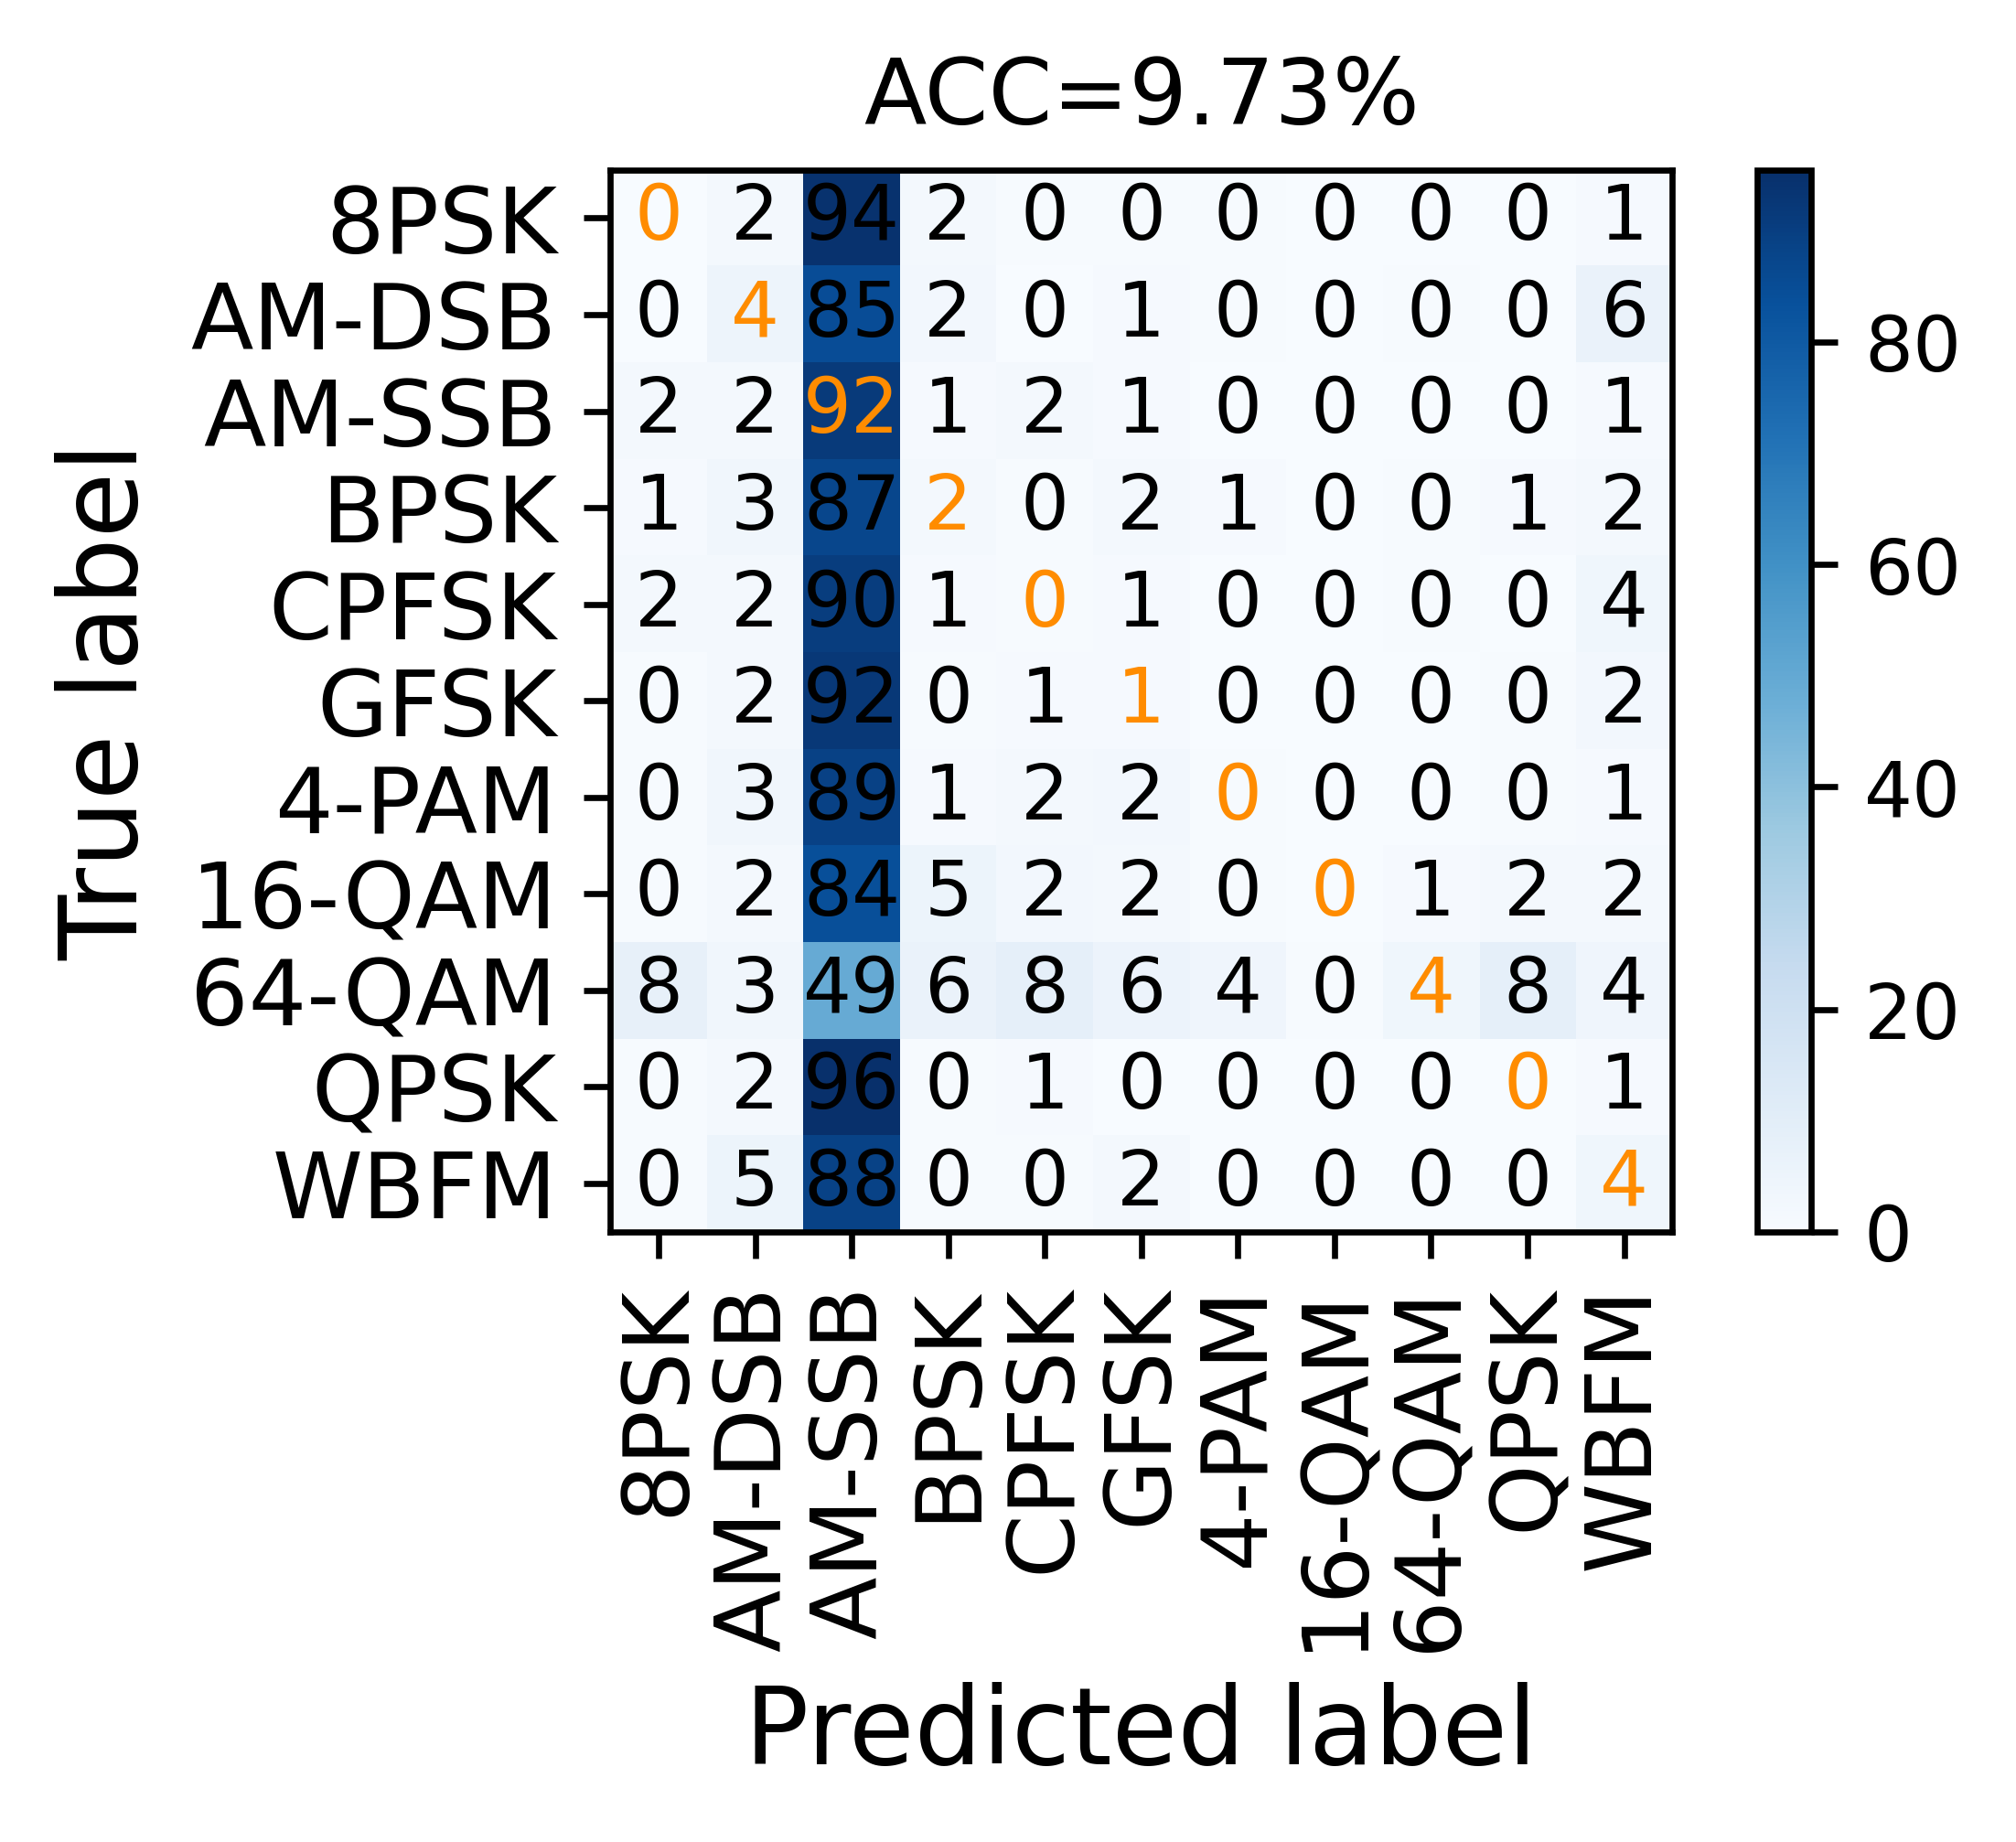 ACC=9.73%
True label
8PSK 0 2 94 2 0 0 0 0 0 0 1
AM-DSB 0 4 85 2 0 1 0 0 0 0 6
AM-SSB 2 2 92 1 2 1 0 0 0 0 1
BPSK 1 3 87 2 0 2 1 0 0 1 2
CPFSK 2 2 90 1 0 1 0 0 0 0 4
GFSK 0 2 92 0 1 1 0 0 0 0 2
4-PAM 0 3 89 1 2 2 0 0 0 0 1
16-QAM 0 2 84 5 2 2 0 0 1 2 2
64-QAM 8 3 49 6 8 6 4 0 4 8 4
QPSK 0 2 96 0 1 0 0 0 0 0 1
WBFM 0 5 88 0 0 2 0 0 0 0 4
8PSK
AM-DSB
AM-SSB
BPSK
CPFSK
GFSK
4-PAM
16-QAM
64-QAM
QPSK
WBFM
Predicted label
80
60
40
20
0